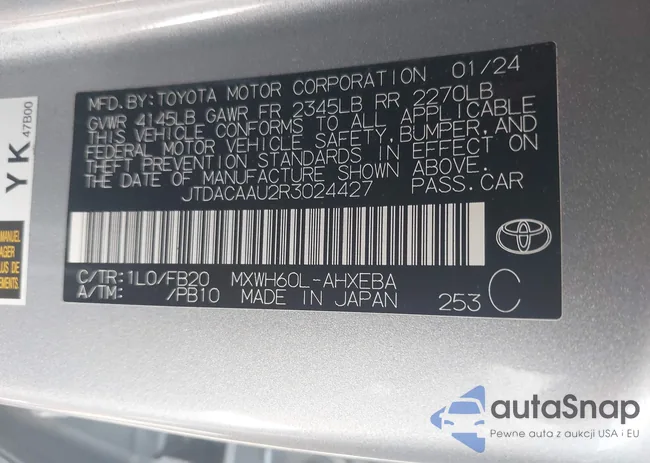 MFD. BY: TOYOTA MOTOR CORPORATION 01/24
GVWR 4145LB GAWR FR 2345LB RR 2270LB
THIS VEHICLE CONFORMS TO ALL APPLICABLE
FEDERAL MOTOR VEHICLE SAFETY, BUMPER, AND
THEFT PREVENTION STANDARDS IN EFFECT ON
THE DATE OF MANUFACTURE SHOWN ABOVE.
JTDACAAU2R3024427 PASS. CAR
C/TR: 1L0/FB20 MXWH60L-AHXEBA
A/TM: /PB10 MADE IN JAPAN 253 C
YK 47B00
MANUEL
PLUS DE
autaSnap
Pewne auta z aukcji USA i EU